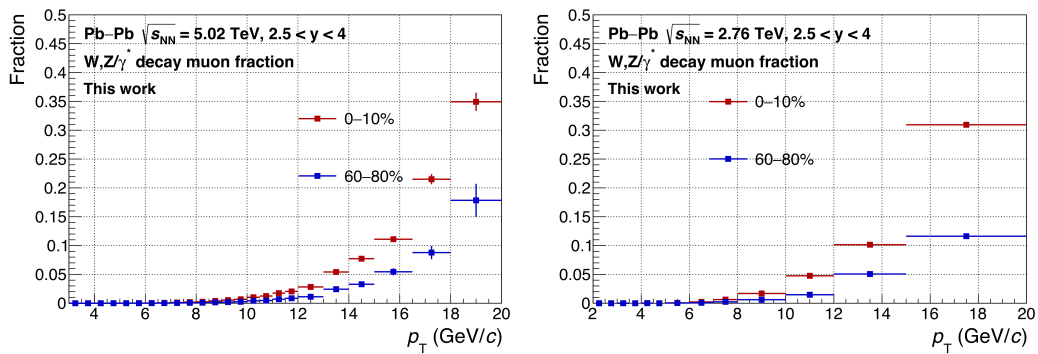 Fraction
0.5
0.45
0.4
0.35
0.3
0.25
0.2
0.15
0.1
0.05
0
Pb–Pb √sNN = 5.02 TeV, 2.5 < y < 4
W,Z/γ* decay muon fraction
This work
0–10%
60–80%
4 6 8 10 12 14 16 18 20
pT (GeV/c)
Fraction
0.5
0.45
0.4
0.35
0.3
0.25
0.2
0.15
0.1
0.05
0
Pb–Pb √sNN = 2.76 TeV, 2.5 < y < 4
W,Z/γ* decay muon fraction
This work
0–10%
60–80%
2 4 6 8 10 12 14 16 18 20
pT (GeV/c)